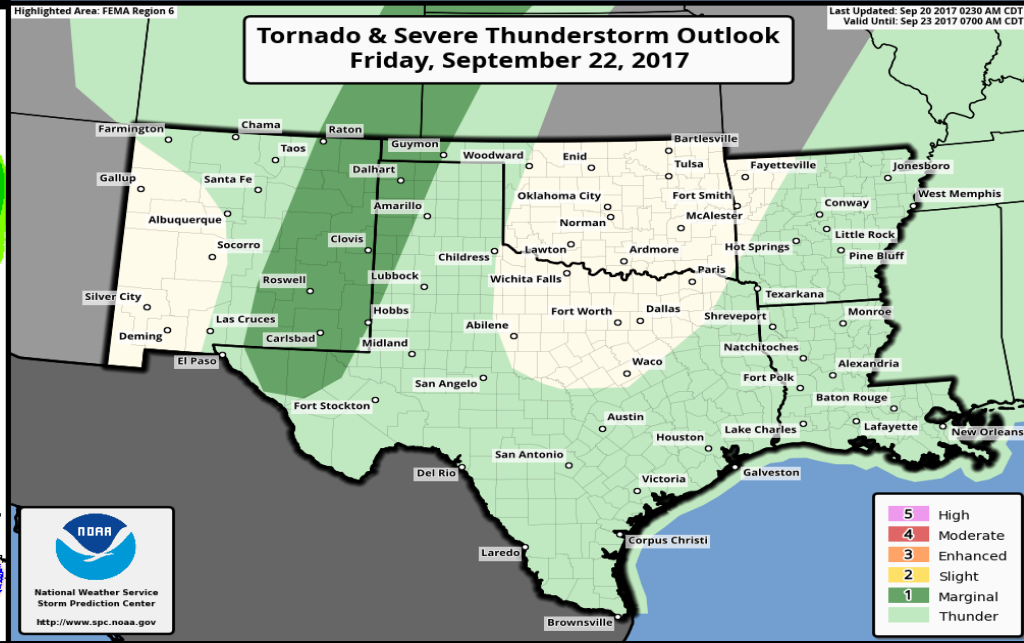 Highlighted Area: FEMA Region 6
Last Updated: Sep 20 2017 0230 AM CDT
Valid Until: Sep 23 2017 0700 AM CDT
Tornado & Severe Thunderstorm Outlook
Friday, September 22, 2017
Farmington
Chama
Raton
Taos
Guymon
Woodward
Enid
Bartlesville
Tulsa
Fayetteville
Jonesboro
Gallup
Santa Fe
Dalhart
Oklahoma City
Fort Smith
West Memphis
Albuquerque
Amarillo
Norman
McAlester
Conway
Socorro
Clovis
Childress
Lawton
Ardmore
Hot Springs
Little Rock
Pine Bluff
Roswell
Lubbock
Wichita Falls
Paris
Texarkana
Silver City
Las Cruces
Hobbs
Abilene
Fort Worth
Dallas
Shreveport
Monroe
Deming
Carlsbad
Midland
El Paso
Waco
Natchitoches
Alexandria
San Angelo
Fort Polk
Fort Stockton
Austin
Baton Rouge
Houston
Lake Charles
Lafayette
New Orleans
Del Rio
San Antonio
Galveston
Victoria
Laredo
Corpus Christi
Brownsville
NOAA
National Weather Service
Storm Prediction Center
http://www.spc.noaa.gov
5 High
4 Moderate
3 Enhanced
2 Slight
1 Marginal
Thunder